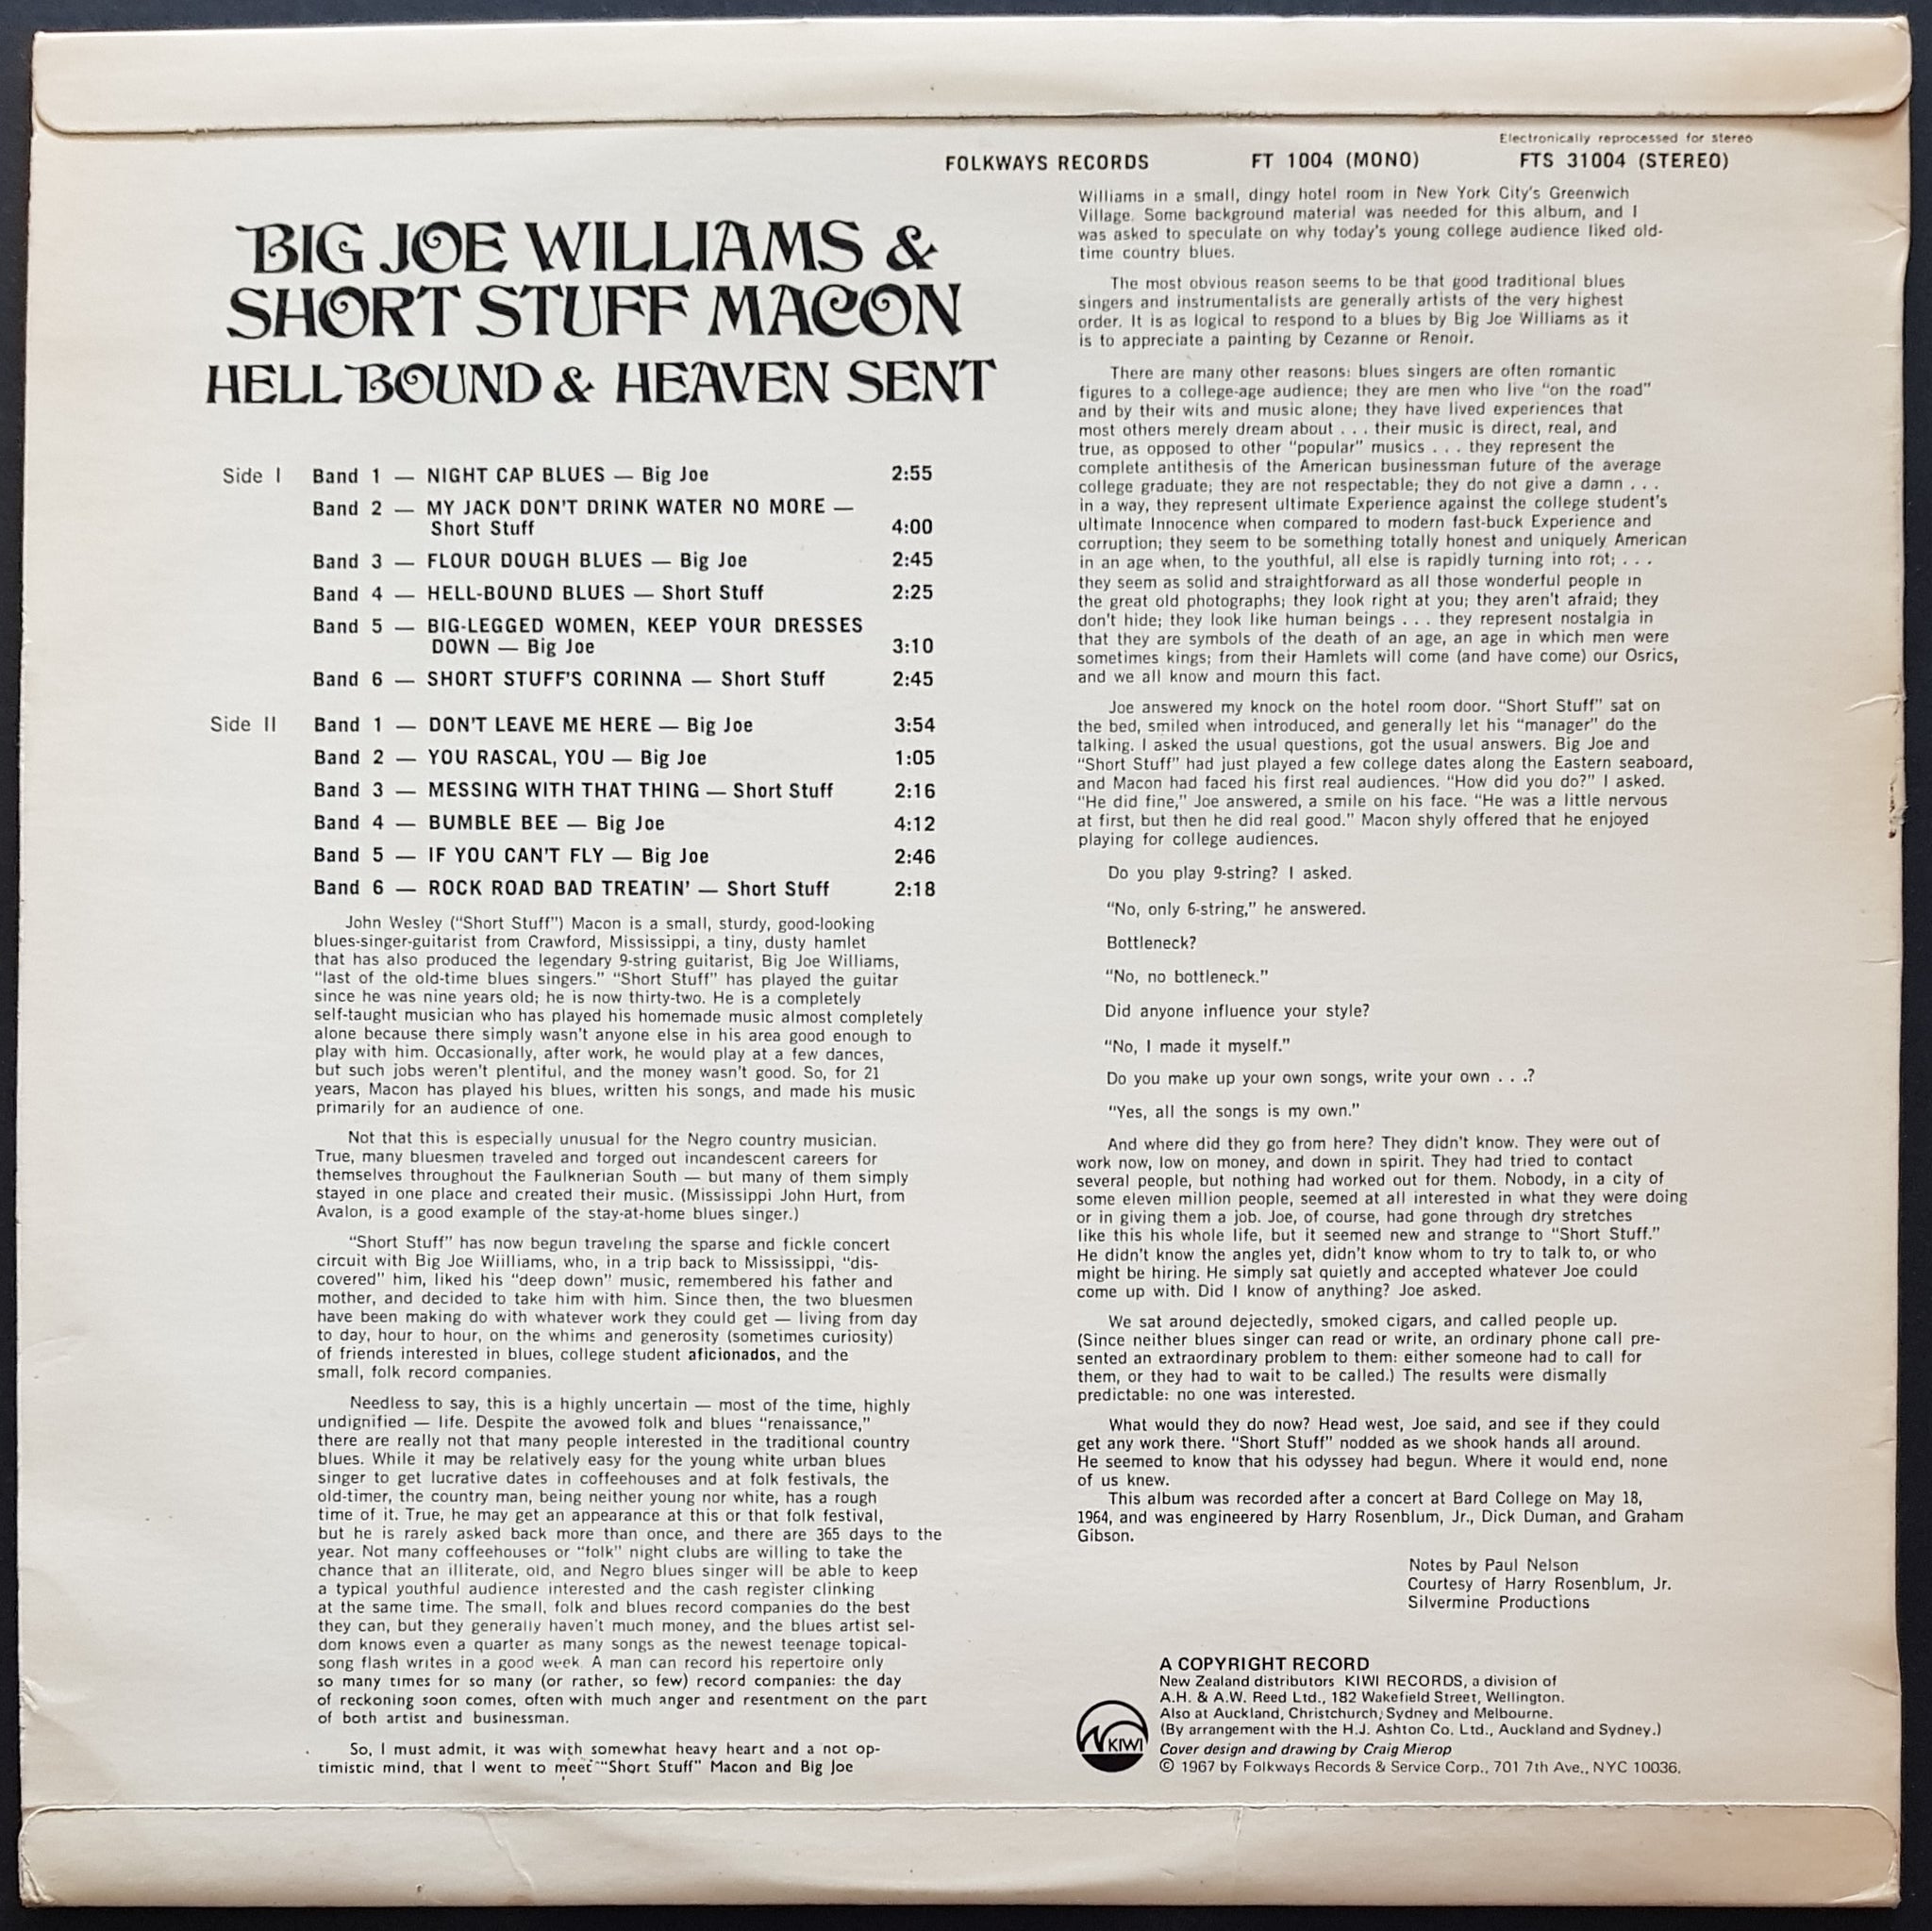 Electronically reprocessed for stereo
FOLKWAYS RECORDS FT 1004 (MONO) FTS 31004 (STEREO)
BIG JOE WILLIAMS &
SHORT STUFF MACON
HELL BOUND & HEAVEN SENT
Side I Band 1 — NIGHT CAP BLUES — Big Joe 2:55
Band 2 — MY JACK DON'T DRINK WATER NO MORE —
Short Stuff 4:00
Band 3 — FLOUR DOUGH BLUES — Big Joe 2:45
Band 4 — HELL-BOUND BLUES — Short Stuff 2:25
Band 5 — BIG-LEGGED WOMEN, KEEP YOUR DRESSES
DOWN — Big Joe 3:10
Band 6 — SHORT STUFF'S CORINNA — Short Stuff 2:45
Side II Band 1 — DON'T LEAVE ME HERE — Big Joe 3:54
Band 2 — YOU RASCAL, YOU — Big Joe 1:05
Band 3 — MESSING WITH THAT THING — Short Stuff 2:16
Band 4 — BUMBLE BEE — Big Joe 4:12
Band 5 — IF YOU CAN'T FLY — Big Joe 2:46
Band 6 — ROCK ROAD BAD TREATIN' — Short Stuff 2:18
John Wesley ("Short Stuff") Macon is a small, sturdy, good-looking
blues-singer-guitarist from Crawford, Mississippi, a tiny, dusty hamlet
that has also produced the legendary 9-string guitarist, Big Joe Williams,
"last of the old-time blues singers." "Short Stuff" has played the guitar
since he was nine years old; he is now thirty-two. He is a completely
self-taught musician who has played his homemade music almost completely
alone because there simply wasn't anyone else in his area good enough to
play with him. Occasionally, after work, he would play at a few dances,
but such jobs weren't plentiful, and the money wasn't good. So, for 21
years, Macon has played his blues, written his songs, and made his music
primarily for an audience of one.
Not that this is especially unusual for the Negro country musician.
True, many bluesmen traveled and forged out incandescent careers for
themselves throughout the Faulknerian South — but many of them simply
stayed in one place and created their music. (Mississippi John Hurt, from
Avalon, is a good example of the stay-at-home blues singer.)
"Short Stuff" has now begun traveling the sparse and fickle concert
circuit with Big Joe Wiilliams, who, in a trip back to Mississippi, "dis-
covered" him, liked his "deep down" music, remembered his father and
mother, and decided to take him with him. Since then, the two bluesmen
have been making do with whatever work they could get — living from day
to day, hour to hour, on the whims and generosity (sometimes curiosity)
of friends interested in blues, college student aficionados, and the
small, folk record companies.
Needless to say, this is a highly uncertain — most of the time, highly
undignified — life. Despite the avowed folk and blues "renaissance,"
there are really not that many people interested in the traditional country
blues. While it may be relatively easy for the young white urban blues
singer to get lucrative dates in coffeehouses and at folk festivals, the
old-timer, the country man, being neither young nor white, has a rough
time of it. True, he may get an appearance at this or that folk festival,
but he is rarely asked back more than once, and there are 365 days to the
year. Not many coffeehouses or "folk" night clubs are willing to take the
chance that an illiterate, old, and Negro blues singer will be able to keep
a typical youthful audience interested and the cash register clinking
at the same time. The small, folk and blues record companies do the best
they can, but they generally haven't much money, and the blues artist sel-
dom knows even a quarter as many songs as the newest teenage topical-
song flash writes in a good week. A man can record his repertoire only
so many times for so many (or rather, so few) record companies: the day
of reckoning soon comes, often with much anger and resentment on the part
of both artist and businessman.
So, I must admit, it was with somewhat heavy heart and a not op-
timistic mind, that I went to meet "Short Stuff" Macon and Big Joe
Williams in a small, dingy hotel room in New York City's Greenwich
Village. Some background material was needed for this album, and I
was asked to speculate on why today's young college audience liked old-
time country blues.
The most obvious reason seems to be that good traditional blues
singers and instrumentalists are generally artists of the very highest
order. It is as logical to respond to a blues by Big Joe Williams as it
is to appreciate a painting by Cezanne or Renoir.
There are many other reasons: blues singers are often romantic
figures to a college-age audience; they are men who live "on the road"
and by their wits and music alone; they have lived experiences that
most others merely dream about . . . their music is direct, real, and
true, as opposed to other "popular" musics . . . they represent the
complete antithesis of the American businessman future of the average
college graduate; they are not respectable; they do not give a damn . . .
in a way, they represent ultimate Experience against the college student's
ultimate Innocence when compared to modern fast-buck Experience and
corruption; they seem to be something totally honest and uniquely American
in an age when, to the youthful, all else is rapidly turning into rot; . . .
they seem as solid and straightforward as all those wonderful people in
the great old photographs; they look right at you; they aren't afraid; they
don't hide; they look like human beings . . . they represent nostalgia in
that they are symbols of the death of an age, an age in which men were
sometimes kings; from their Hamlets will come (and have come) our Osrics,
and we all know and mourn this fact.
Joe answered my knock on the hotel room door. "Short Stuff" sat on
the bed, smiled when introduced, and generally let his "manager" do the
talking. I asked the usual questions, got the usual answers. Big Joe and
"Short Stuff" had just played a few college dates along the Eastern seaboard,
and Macon had faced his first real audiences. "How did you do?" I asked.
"He did fine," Joe answered, a smile on his face. "He was a little nervous
at first, but then he did real good." Macon shyly offered that he enjoyed
playing for college audiences.
Do you play 9-string? I asked.
"No, only 6-string," he answered.
Bottleneck?
"No, no bottleneck."
Did anyone influence your style?
"No, I made it myself."
Do you make up your own songs, write your own . . .?
"Yes, all the songs is my own."
And where did they go from here? They didn't know. They were out of
work now, low on money, and down in spirit. They had tried to contact
several people, but nothing had worked out for them. Nobody, in a city of
some eleven million people, seemed at all interested in what they were doing
or in giving them a job. Joe, of course, had gone through dry stretches
like this his whole life, but it seemed new and strange to "Short Stuff."
He didn't know the angles yet, didn't know whom to try to talk to, or who
might be hiring. He simply sat quietly and accepted whatever Joe could
come up with. Did I know of anything? Joe asked.
We sat around dejectedly, smoked cigars, and called people up.
(Since neither blues singer can read or write, an ordinary phone call pre-
sented an extraordinary problem to them: either someone had to call for
them, or they had to wait to be called.) The results were dismally
predictable: no one was interested.
What would they do now? Head west, Joe said, and see if they could
get any work there. "Short Stuff" nodded as we shook hands all around.
He seemed to know that his odyssey had begun. Where it would end, none
of us knew.
This album was recorded after a concert at Bard College on May 18,
1964, and was engineered by Harry Rosenblum, Jr., Dick Duman, and Graham
Gibson.
Notes by Paul Nelson
Courtesy of Harry Rosenblum, Jr.
Silvermine Productions
A COPYRIGHT RECORD
New Zealand distributors KIWI RECORDS, a division of
A.H. & A.W. Reed Ltd., 182 Wakefield Street, Wellington.
Also at Auckland, Christchurch, Sydney and Melbourne.
(By arrangement with the H.J. Ashton Co. Ltd., Auckland and Sydney.)
KIWI
Cover design and drawing by Craig Mierop
© 1967 by Folkways Records & Service Corp., 701 7th Ave., NYC 10036.